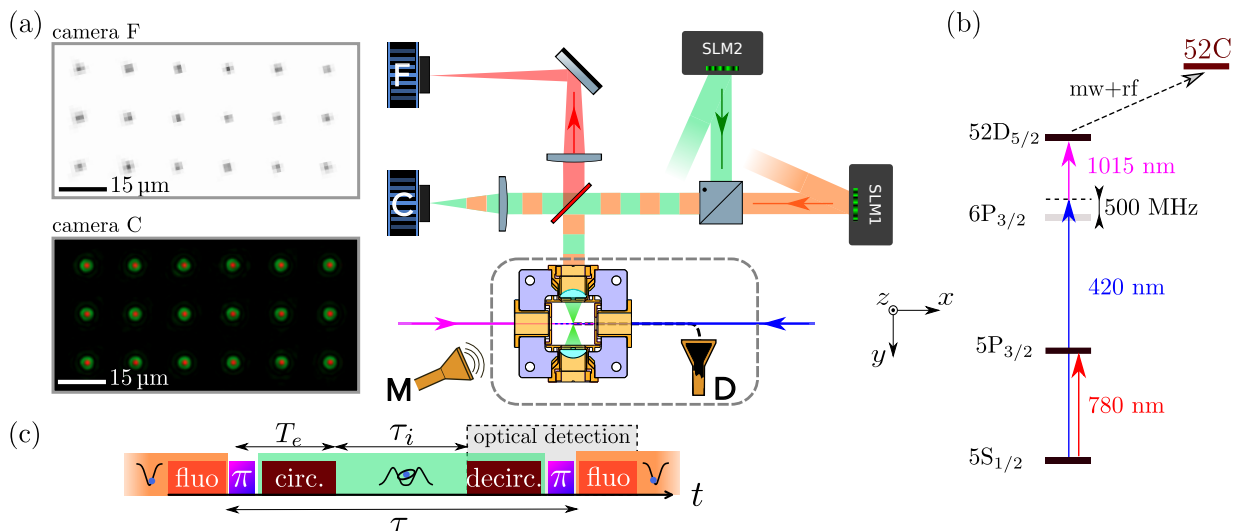 (a)
camera F
15 μm
camera C
15 μm
F
C
SLM2
SLM1
M
D
z
x
y
(b)
52C
mw+rf
52D5/2
1015 nm
6P3/2
500 MHz
420 nm
5P3/2
780 nm
5S1/2
(c)
Te
τi
optical detection
fluo
π
circ.
decirc.
π
fluo
t
τ